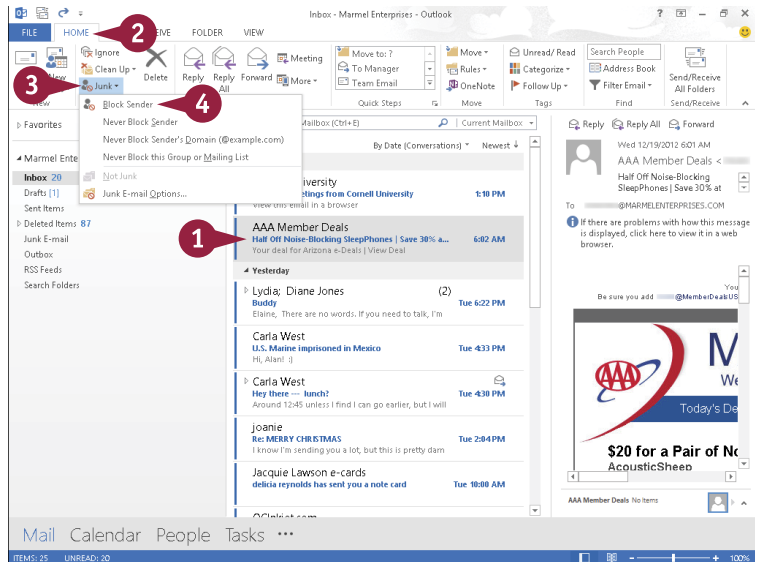 Inbox - Marmel Enterprises - Outlook
FILE HOME 2 EIVE FOLDER VIEW
Ignore
Clean Up
Junk
3
New
Delete
Reply Reply All Forward
Meeting
More
Move to: ?
To Manager
Team Email
Quick Steps
Move
Rules
OneNote
Move
Unread/ Read
Categorize
Follow Up
Tags
Search People
Address Book
Filter Email
Find
Send/Receive All Folders
Send/Receive
Block Sender 4
Never Block Sender
Never Block Sender's Domain (@example.com)
Never Block this Group or Mailing List
Not Junk
Junk E-mail Options...
Favorites
Marmel Ente
Inbox 20
Drafts [1]
Sent Items
Deleted Items 87
Junk E-mail
Outbox
RSS Feeds
Search Folders
Mailbox (Ctrl+E) Current Mailbox
By Date (Conversations) Newest
iversity
etings from Cornell University 1:10 PM
View this email in a browser
1
AAA Member Deals
Half Off Noise-Blocking SleepPhones | Save 30% a... 6:02 AM
Your deal for Arizona e-Deals | View Deal
Yesterday
Lydia; Diane Jones (2)
Buddy Tue 6:22 PM
Elaine, There are no words. If you need to talk, I'm
Carla West
U.S. Marine imprisoned in Mexico Tue 4:33 PM
Hi, Alan! :)
Carla West
Hey there --- lunch? Tue 4:30 PM
Around 12:45 unless I find I can go earlier, but I will
joanie
Re: MERRY CHRISTMAS Tue 2:04 PM
I know I'm sending you a lot, but this is pretty darn
Jacquie Lawson e-cards
delicia reynolds has sent you a note card Tue 10:00 AM
Reply Reply All Forward
Wed 12/19/2012 6:01 AM
AAA Member Deals <
Half Off Noise-Blocking
SleepPhones | Save 30% at
To @MARMELENTERPRISES.COM
If there are problems with how this message
is displayed, click here to view it in a web
browser.
You
Be sure you add @MemberDealsUS
AAA
M
We
Today's De
$20 for a Pair of No
AcousticSheep
AAA Member Deals No Items
Mail Calendar People Tasks •••
ITEMS: 25 UNREAD: 20 100%